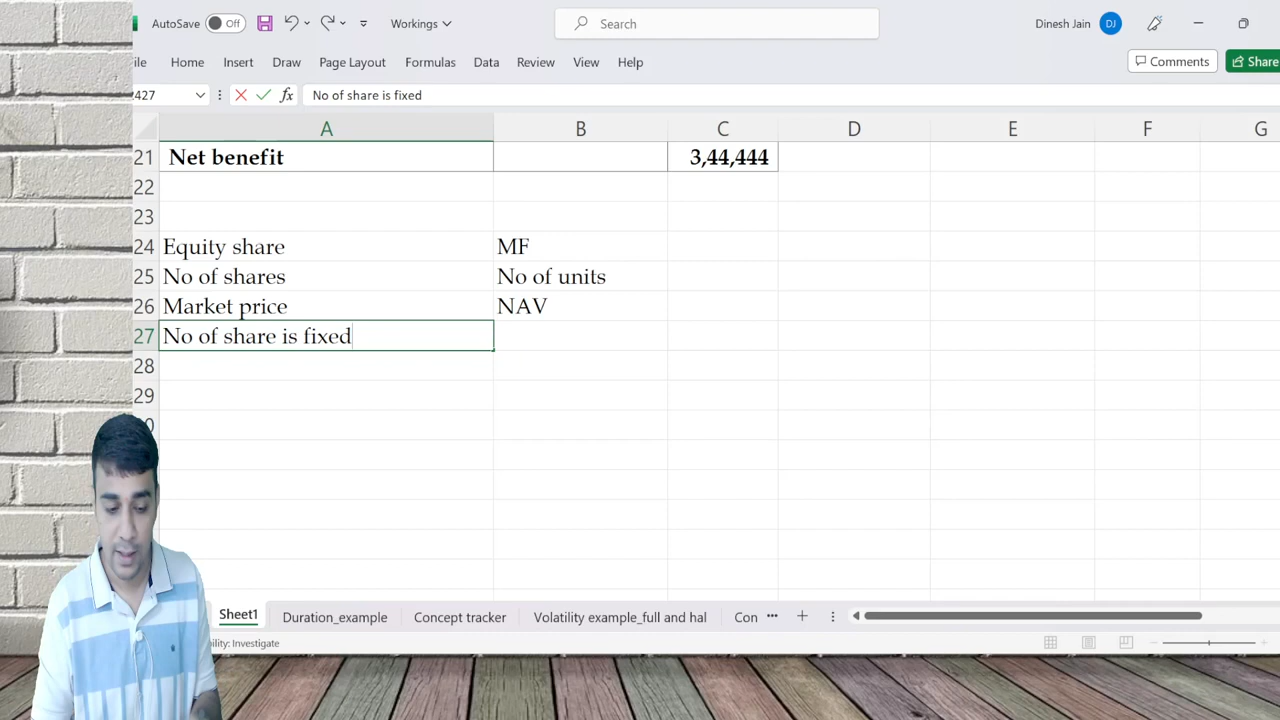 AutoSave Off Workings Search Dinesh Jain DJ
ile Home Insert Draw Page Layout Formulas Data Review View Help Comments Share
427 fx No of share is fixed
A B C D E F G
21 Net benefit 3,44,444
22
23
24 Equity share MF
25 No of shares No of units
26 Market price NAV
27 No of share is fixed
28
29
Sheet1 Duration_example Concept tracker Volatility example_full and hal Con
bility: Investigate